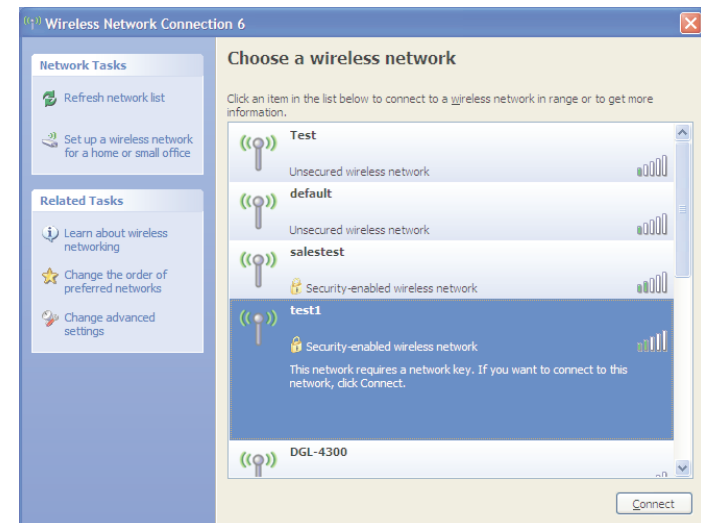 Wireless Network Connection 6
Network Tasks
Refresh network list
Set up a wireless network
for a home or small office
Related Tasks
Learn about wireless
networking
Change the order of
preferred networks
Change advanced
settings
Choose a wireless network
Click an item in the list below to connect to a wireless network in range or to get more
information.
Test
Unsecured wireless network
default
Unsecured wireless network
salestest
Security-enabled wireless network
test1
Security-enabled wireless network
This network requires a network key. If you want to connect to this
network, click Connect.
DGL-4300
Connect